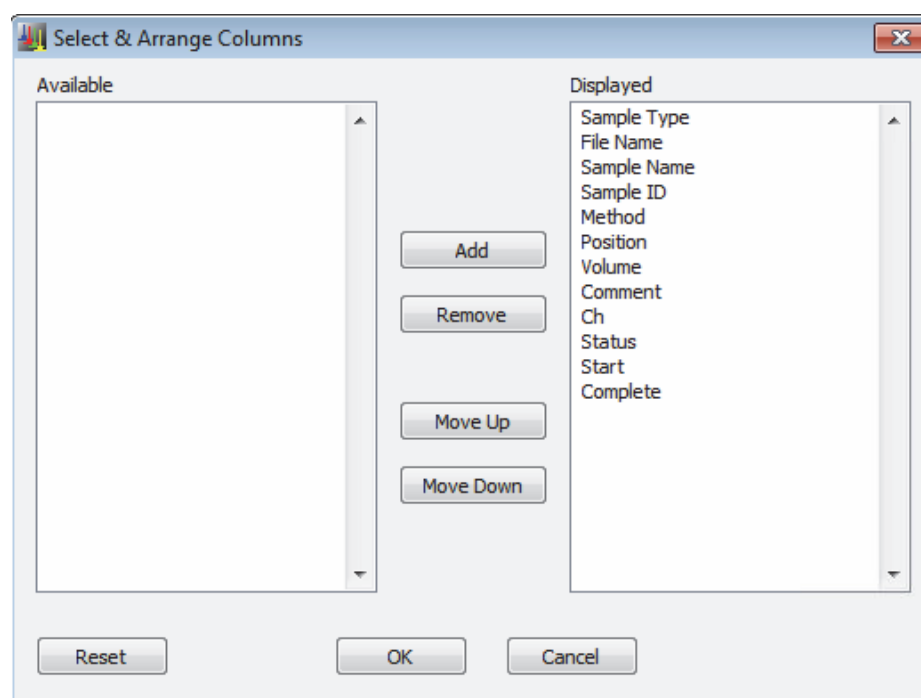 Select & Arrange Columns
Available
Displayed
Sample Type
File Name
Sample Name
Sample ID
Method
Position
Volume
Comment
Ch
Status
Start
Complete
Add
Remove
Move Up
Move Down
Reset
OK
Cancel